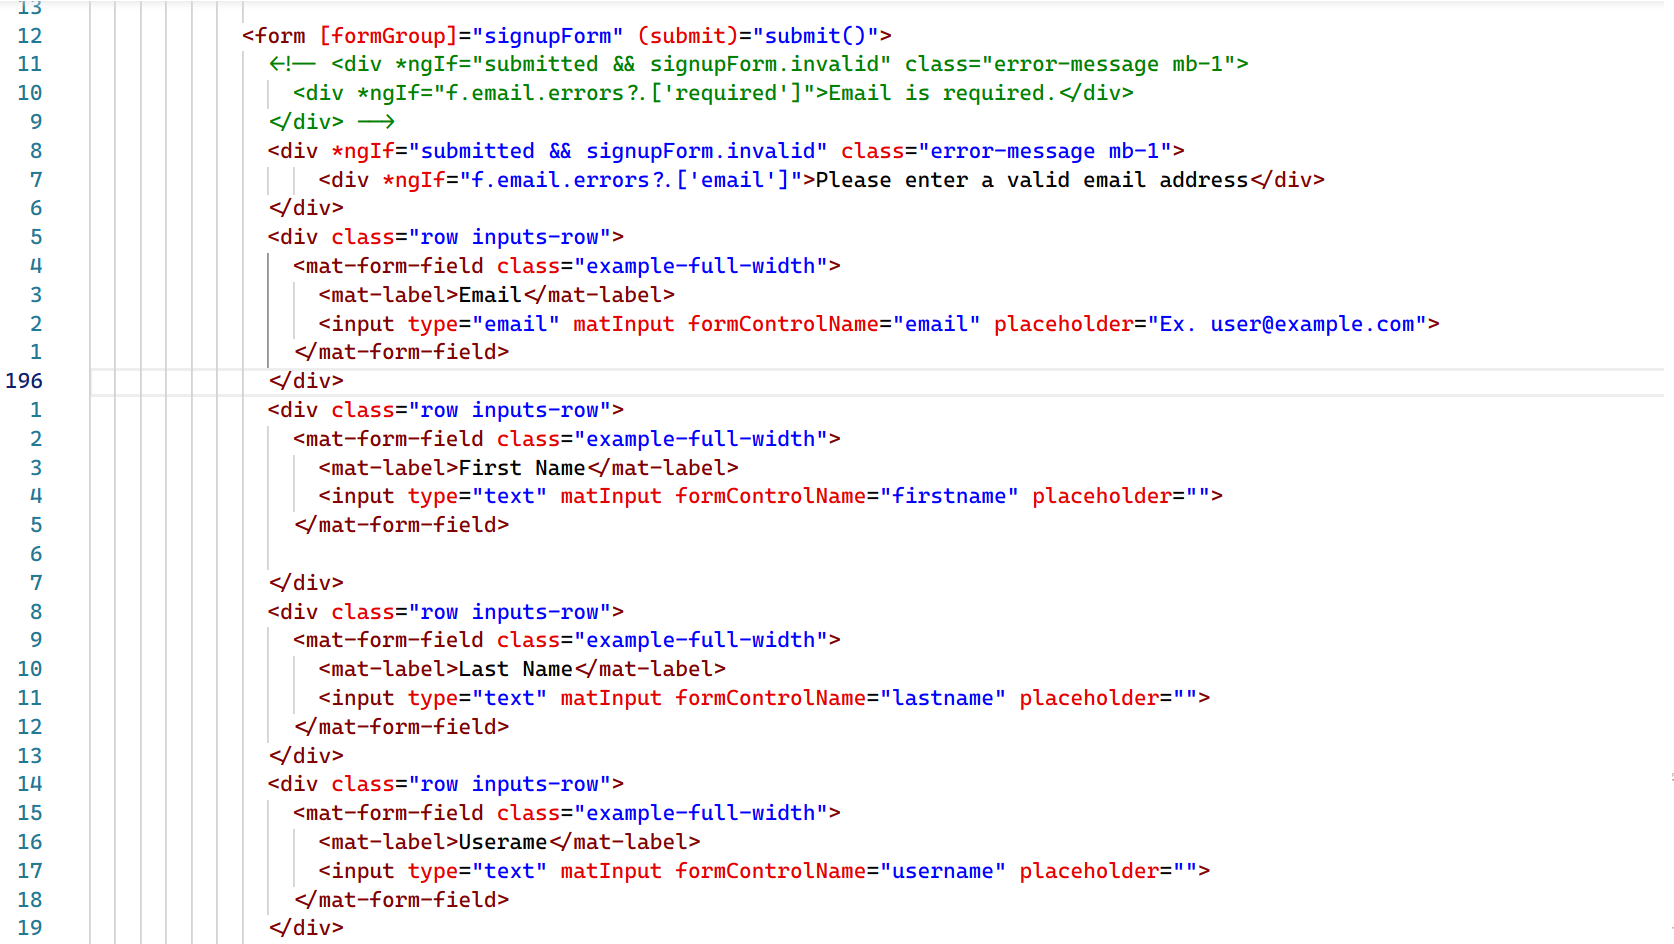 13
12 <form [formGroup]="signupForm" (submit)="submit()">
11 <!-- <div *ngIf="submitted && signupForm.invalid" class="error-message mb-1">
10 <div *ngIf="f.email.errors?.['required']">Email is required.</div>
9 </div> -->
8 <div *ngIf="submitted && signupForm.invalid" class="error-message mb-1">
7 <div *ngIf="f.email.errors?.['email']">Please enter a valid email address</div>
6 </div>
5 <div class="row inputs-row">
4 <mat-form-field class="example-full-width">
3 <mat-label>Email</mat-label>
2 <input type="email" matInput formControlName="email" placeholder="Ex. user@example.com">
1 </mat-form-field>
196 </div>
1 <div class="row inputs-row">
2 <mat-form-field class="example-full-width">
3 <mat-label>First Name</mat-label>
4 <input type="text" matInput formControlName="firstname" placeholder="">
5 </mat-form-field>
6
7 </div>
8 <div class="row inputs-row">
9 <mat-form-field class="example-full-width">
10 <mat-label>Last Name</mat-label>
11 <input type="text" matInput formControlName="lastname" placeholder="">
12 </mat-form-field>
13 </div>
14 <div class="row inputs-row">
15 <mat-form-field class="example-full-width">
16 <mat-label>Userame</mat-label>
17 <input type="text" matInput formControlName="username" placeholder="">
18 </mat-form-field>
19 </div>